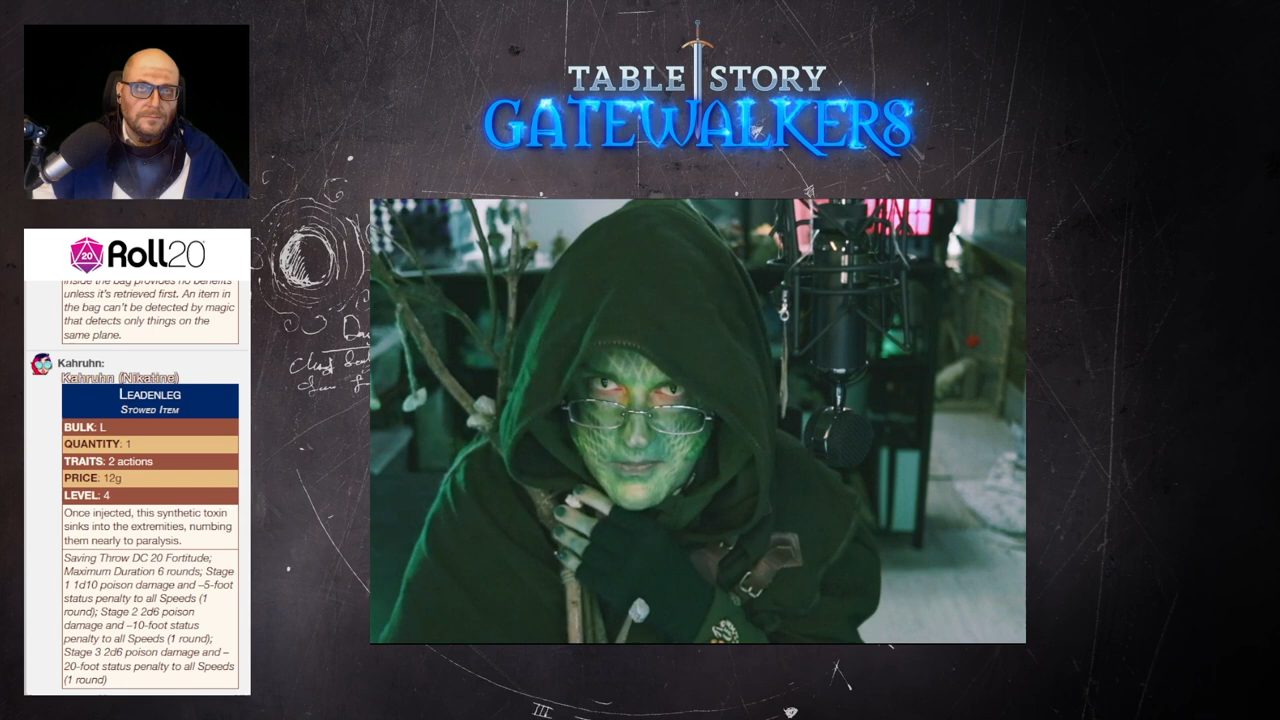 TABLE STORY
GATEWALKERS
Roll20
20
inside the bag provides no benefits
unless it's retrieved first. An item in
the bag can't be detected by magic
that detects only things on the
same plane.
Kahruhn:
Kahruhn (Nikatine)
LEADENLEG
STOWED ITEM
BULK: L
QUANTITY: 1
TRAITS: 2 actions
PRICE: 12g
LEVEL: 4
Once injected, this synthetic toxin
sinks into the extremities, numbing
them nearly to paralysis.
Saving Throw DC 20 Fortitude;
Maximum Duration 6 rounds; Stage
1 1d10 poison damage and –5-foot
status penalty to all Speeds (1
round); Stage 2 2d6 poison
damage and –10-foot status
penalty to all Speeds (1 round);
Stage 3 2d6 poison damage and –
20-foot status penalty to all Speeds
(1 round)
III